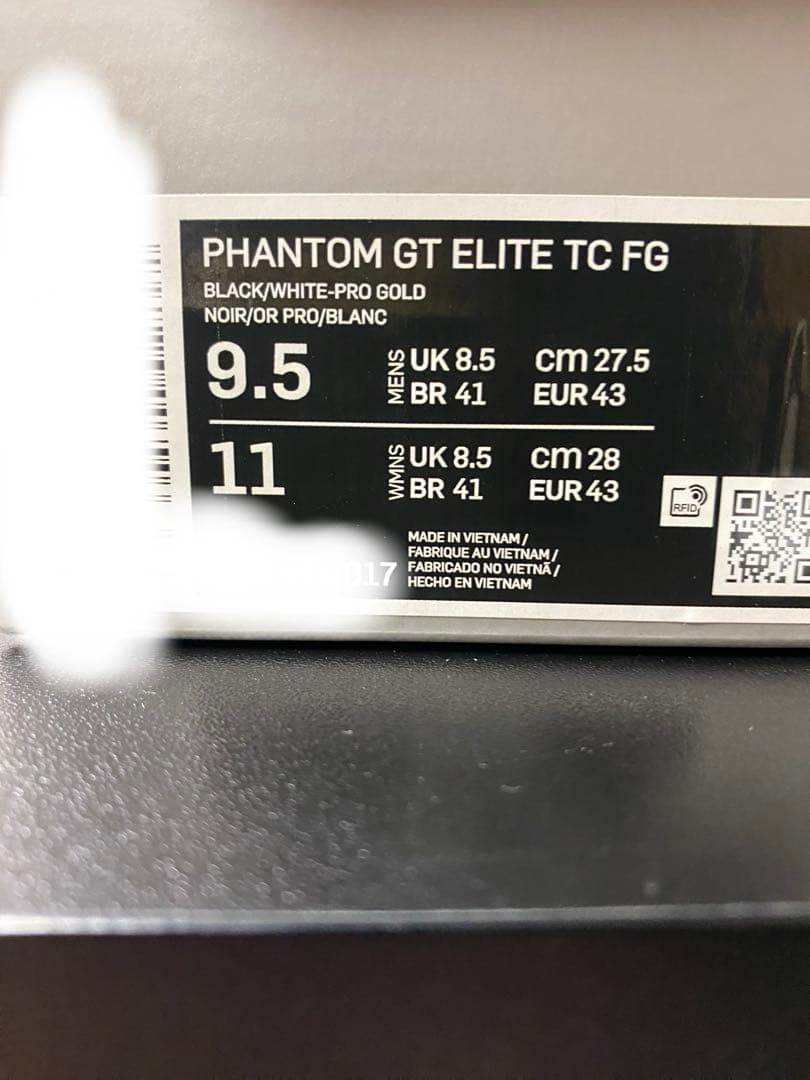 PHANTOM GT ELITE TC FG
BLACK/WHITE-PRO GOLD
NOIR/OR PRO/BLANC
9.5 MENS UK 8.5 cm 27.5
BR 41 EUR 43
11 WMNS UK 8.5 cm 28
BR 41 EUR 43
RFID
017
MADE IN VIETNAM /
FABRIQUE AU VIETNAM /
FABRICADO NO VIETNÃ /
HECHO EN VIETNAM